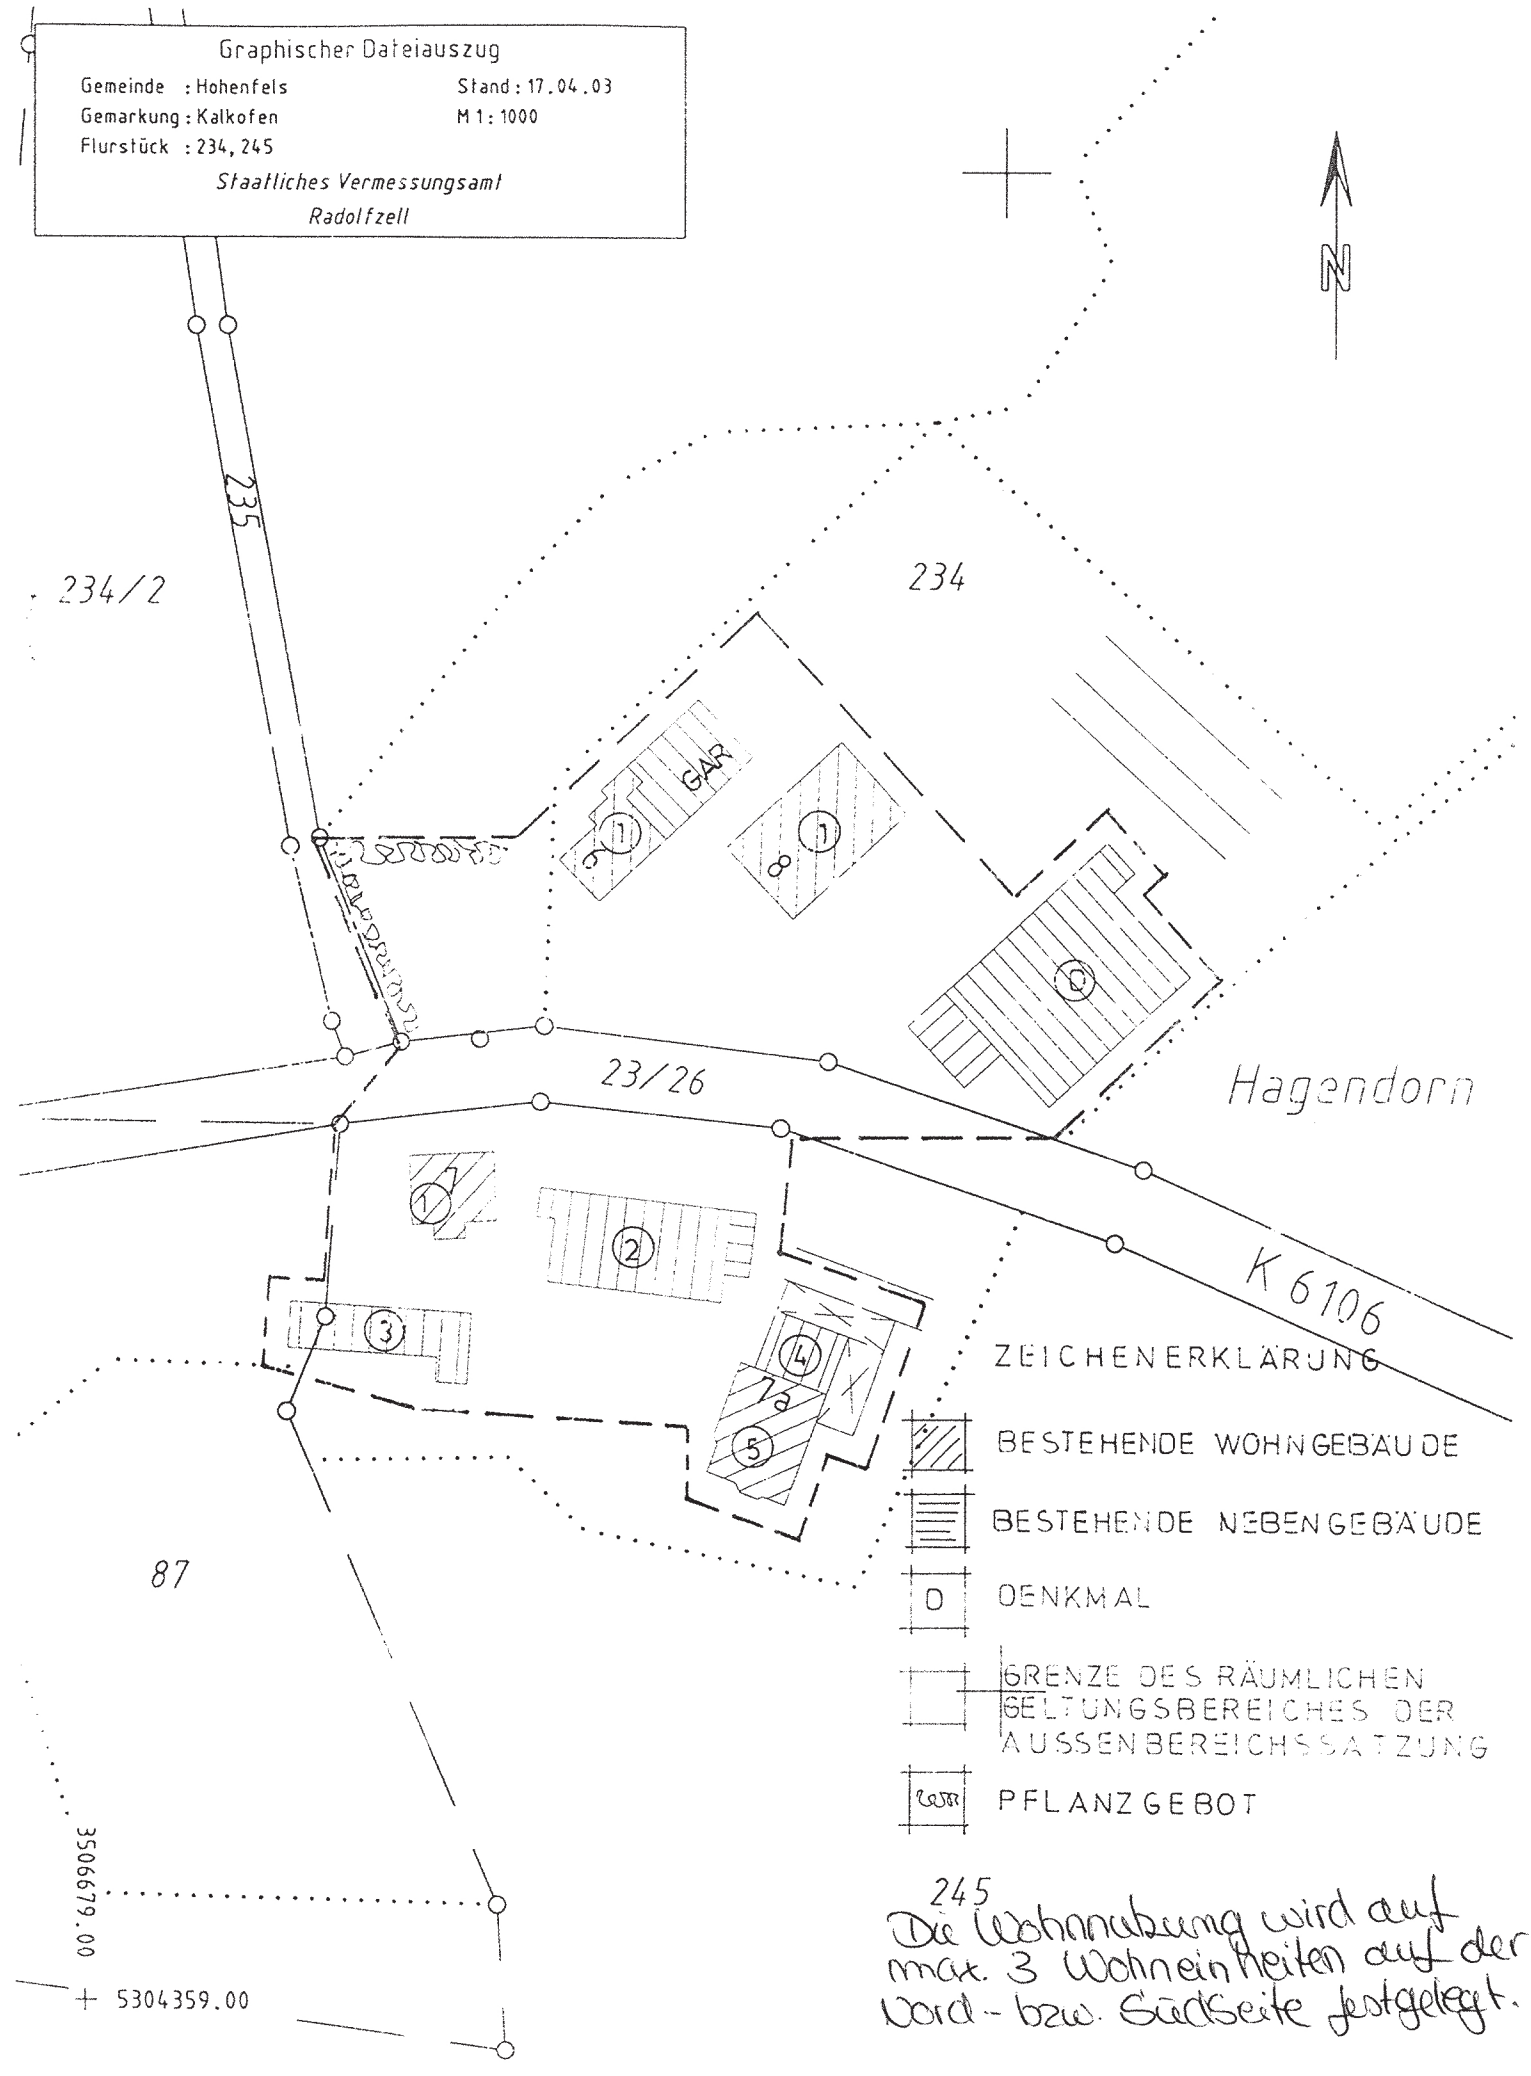 Graphischer Dateiauszug
Gemeinde : Hohenfels
Stand: 17.04.03
Gemarkung: Kalkofen
M 1: 1000
Flurstück : 234, 245
Staatliches Vermessungsamt
Radolfzell
N
235
234/2
234
GAR
1
9
1
8
D
23/26
Hagendorn
7
1
2
K 6106
3
4
7a
5
ZEICHENERKLÄRUNG
BESTEHENDE WOHNGEBÄUDE
BESTEHENDE NEBENGEBÄUDE
D DENKMAL
GRENZE DES RÄUMLICHEN
GELTUNGSBEREICHES DER
AUSSENBEREICHSSATZUNG
PFLANZGEBOT
87
3506679.00
5304359.00
245
Die Wohnnutzung wird auf
max. 3 Wohneinheiten auf der
Nord- bzw. Südseite festgelegt.